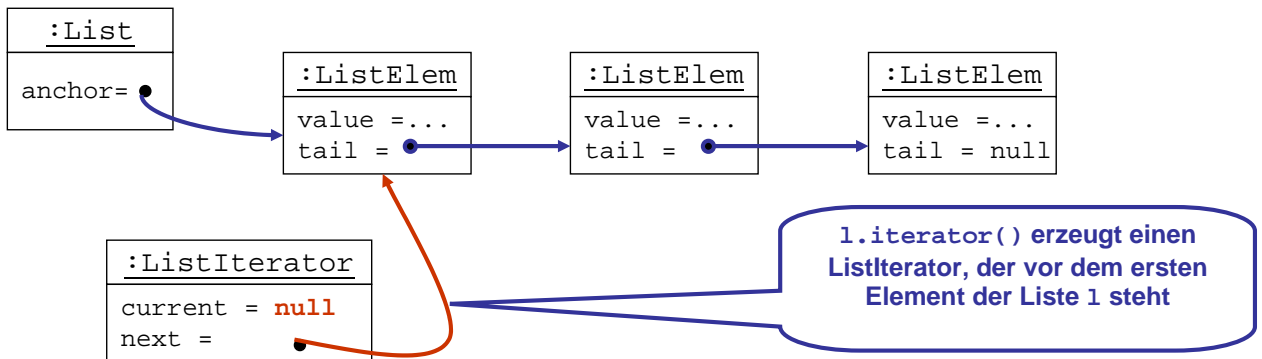 :List
anchor=
:ListElem
value =...
tail =
:ListElem
value =...
tail =
:ListElem
value =...
tail = null
:ListIterator
current = null
next =
l.iterator() erzeugt einen
ListIterator, der vor dem ersten
Element der Liste l steht